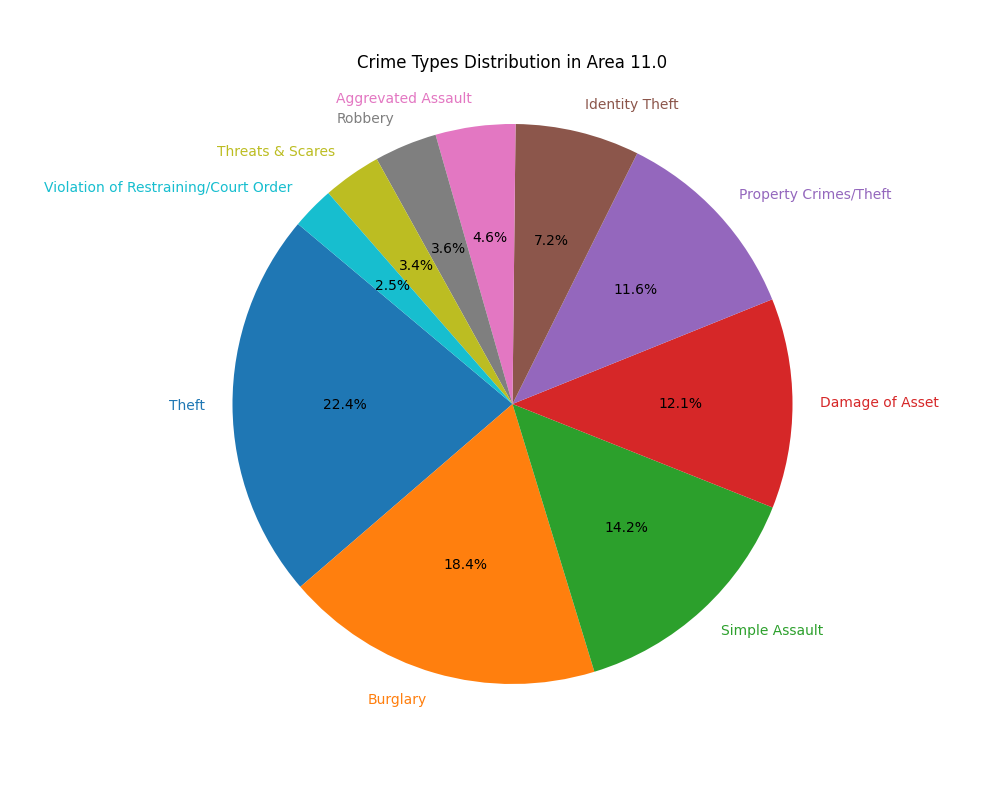 Crime Types Distribution in Area 11.0
Aggrevated Assault
Identity Theft
Robbery
Threats & Scares
Violation of Restraining/Court Order
Property Crimes/Theft
4.6%
7.2%
3.6%
3.4%
2.5%
11.6%
Theft
22.4%
12.1%
Damage of Asset
14.2%
18.4%
Simple Assault
Burglary